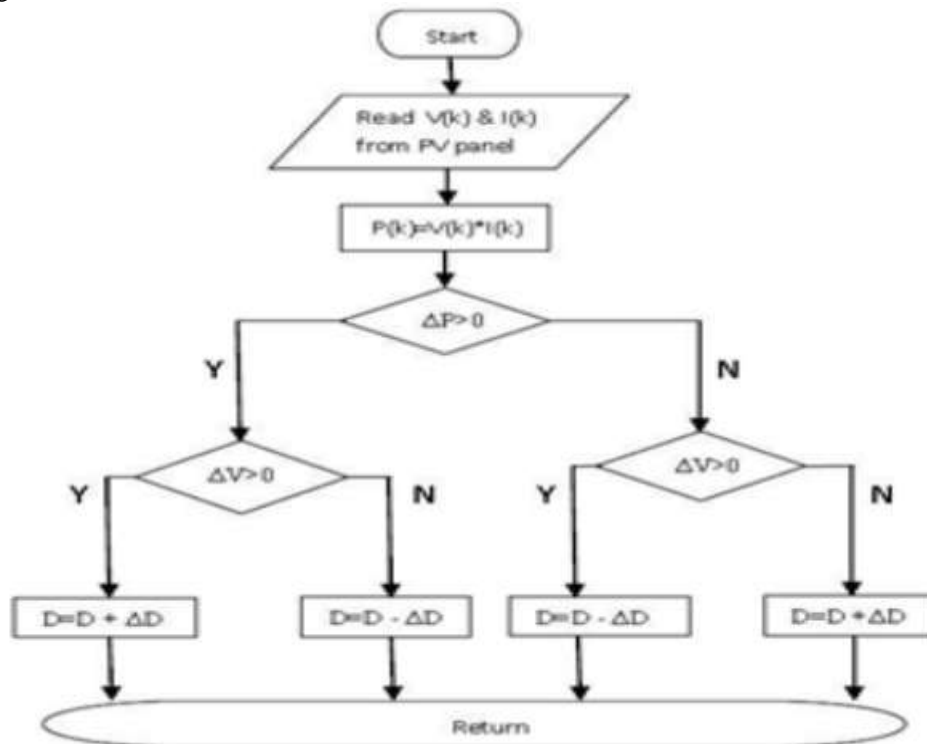 Start
Read V(k) & I(k)
from PV panel
P(k)=V(k)*I(k)
ΔP>0
Y
N
ΔV>0
ΔV>0
Y
N
Y
N
D=D + ΔD
D=D - ΔD
D=D - ΔD
D=D +ΔD
Return